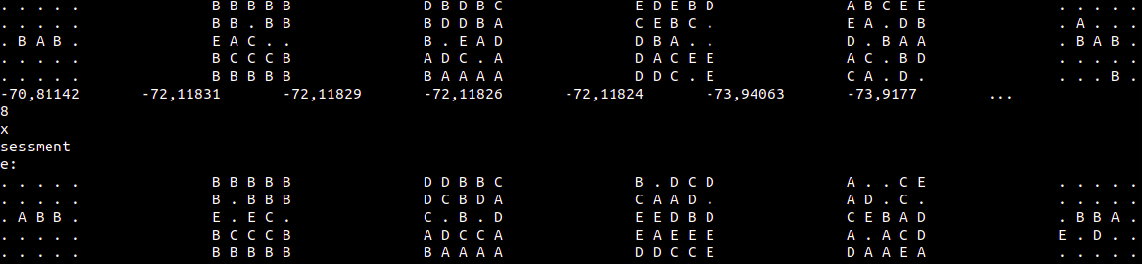 . . . . .  B B B B B  D B D B C  E D E B D  A B C E E  . . . . .
. . . . .  B B . B B  B D D B A  C E B C .  E A . D B  . A . . .
. B A B .  E A C . .  B . E A D  D B A . .  D . B A A  . B A B .
. . . . .  B C C C B  A D C . A  D A C E E  A C . B D  . . . . .
. . . . .  B B B B B  B A A A A  D D C . E  C A . D .  . . . B .
-70,81142 -72,11831 -72,11829 -72,11826 -72,11824 -73,94063 -73,9177 ...
8
x
sessment
e:
. . . . .  B B B B B  D D B B C  B . D C D  A . . C E  . . . . .
. . . . .  B . B B B  D C B D A  C A A D .  A D . C .  . . . . .
. A B B .  E . E C .  C . B . D  E E D B D  C E B A D  . B B A .
. . . . .  B C C C B  A D C C A  E A E E E  A . A C D  E . D . .
. . . . .  B B B B B  B A A A A  D D C C E  D A A E A  . . . . .